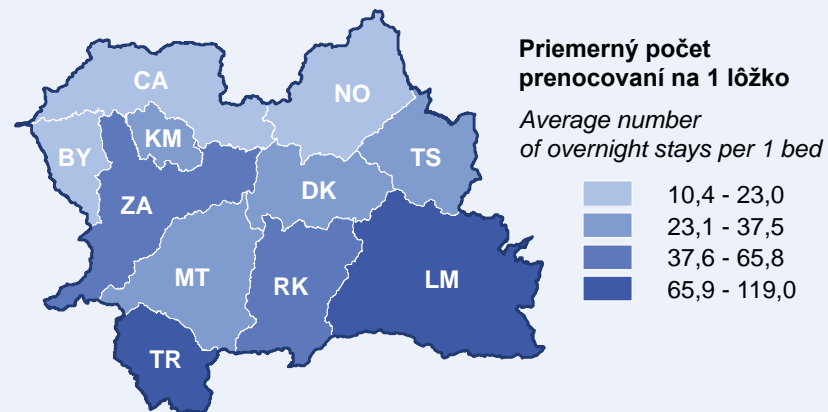 CA
NO
KM
BY
TS
ZA
DK
MT
RK
LM
TR
Priemerný počet
prenocovaní na 1 lôžko
Average number
of overnight stays per 1 bed
10,4 - 23,0
23,1 - 37,5
37,6 - 65,8
65,9 - 119,0